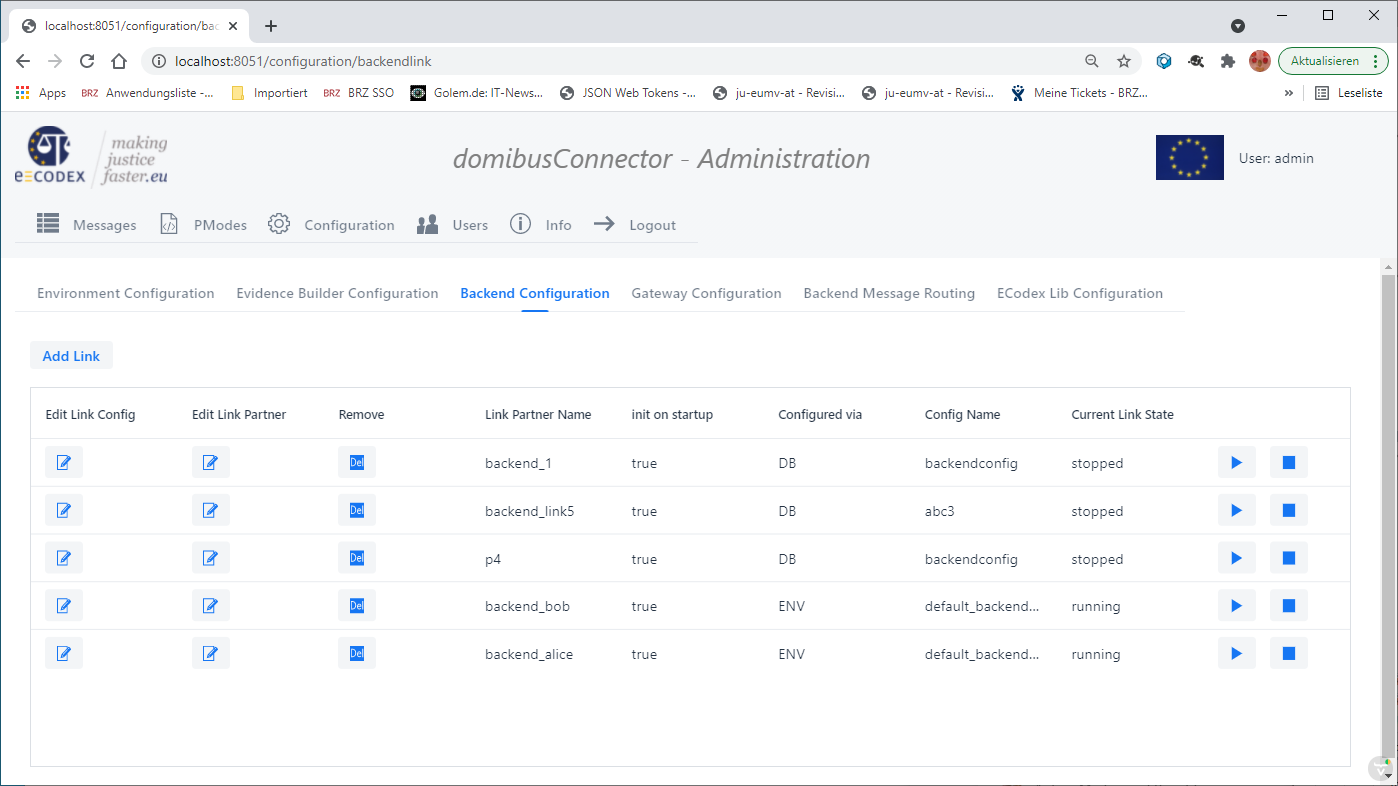 localhost:8051/configuration/bac
localhost:8051/configuration/backendlink
Aktualisieren
Apps
BRZ Anwendungsliste -...
Importiert
BRZ BRZ SSO
Golem.de: IT-News...
JSON Web Tokens -...
ju-eumv-at - Revisi...
ju-eumv-at - Revisi...
Meine Tickets - BRZ...
»
Leseliste
e-CODEX
making
justice
faster.eu
domibusConnector - Administration
User: admin
Messages PModes Configuration Users Info Logout
Environment Configuration Evidence Builder Configuration Backend Configuration Gateway Configuration Backend Message Routing ECodex Lib Configuration
Add Link
Edit Link Config Edit Link Partner Remove Link Partner Name init on startup Configured via Config Name Current Link State
Del backend_1 true DB backendconfig stopped
Del backend_link5 true DB abc3 stopped
Del p4 true DB backendconfig stopped
Del backend_bob true ENV default_backend... running
Del backend_alice true ENV default_backend... running